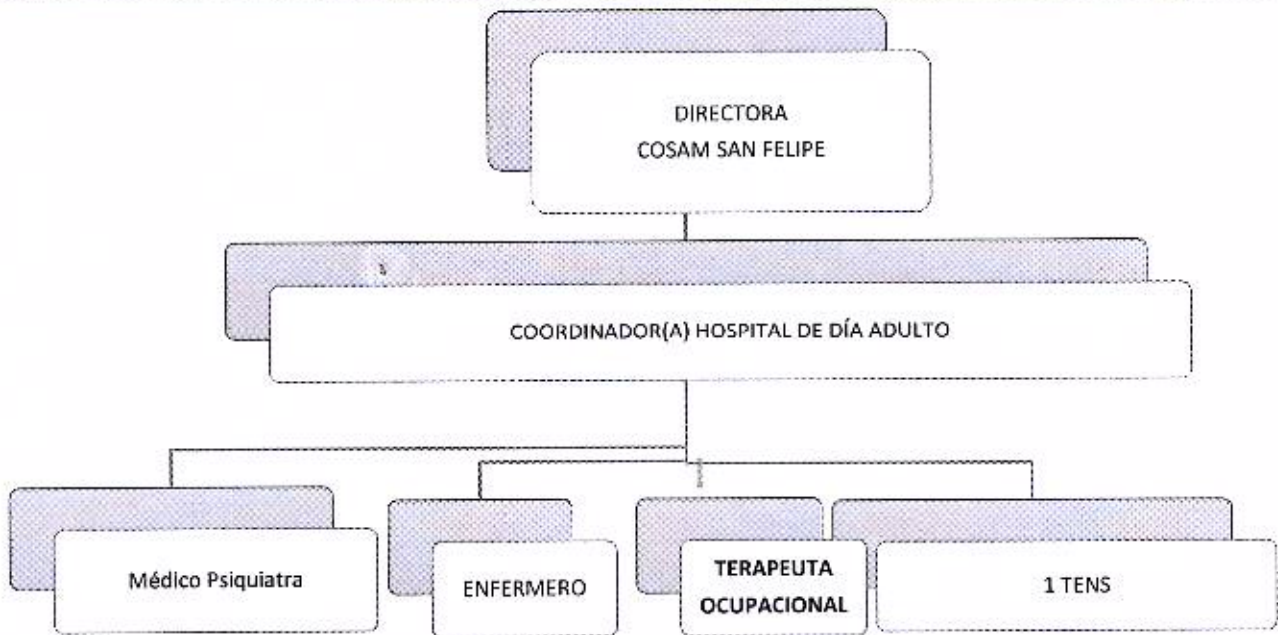 DIRECTORA
COSAM SAN FELIPE
COORDINADOR(A) HOSPITAL DE DÍA ADULTO
Médico Psiquiatra
ENFERMERO
TERAPEUTA
OCUPACIONAL
1 TENS